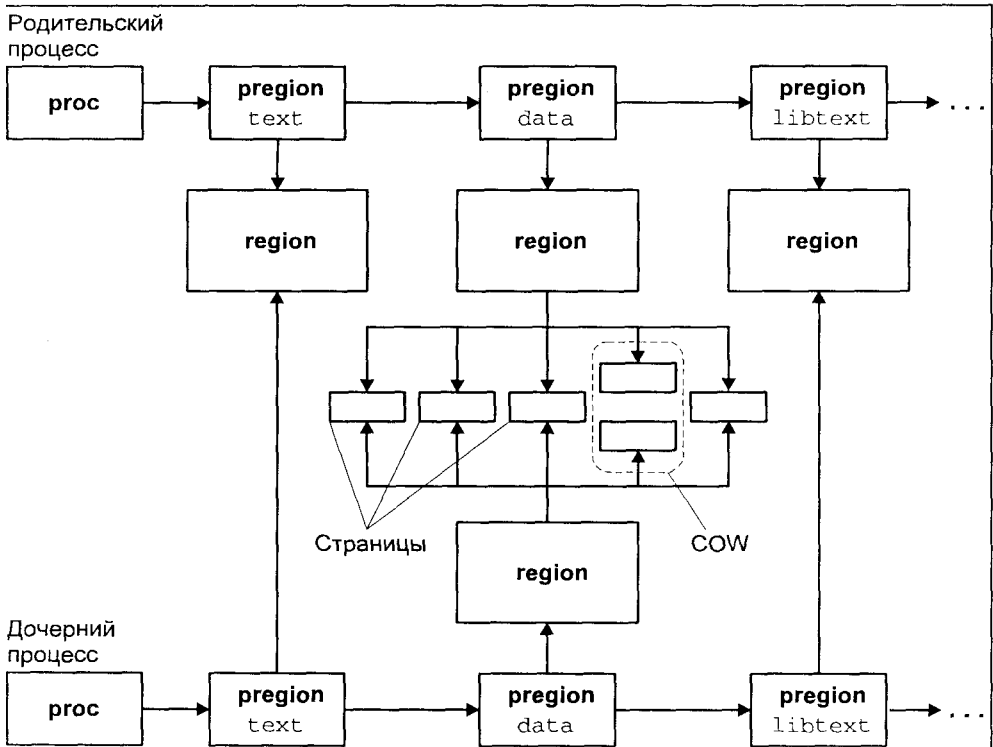 Родительский
процесс
proc
pregion
text
pregion
data
pregion
libtext
...
region
region
region
Страницы
COW
region
Дочерний
процесс
proc
pregion
text
pregion
data
pregion
libtext
...